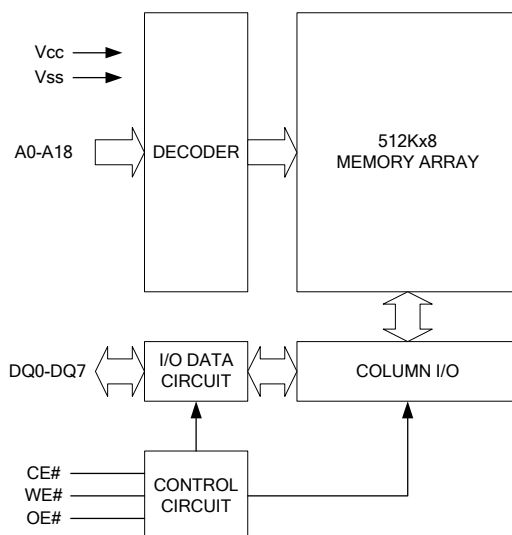 Vcc
Vss
A0-A18
DECODER
512Kx8
MEMORY ARRAY
DQ0-DQ7
I/O DATA
CIRCUIT
COLUMN I/O
CE#
WE#
OE#
CONTROL
CIRCUIT